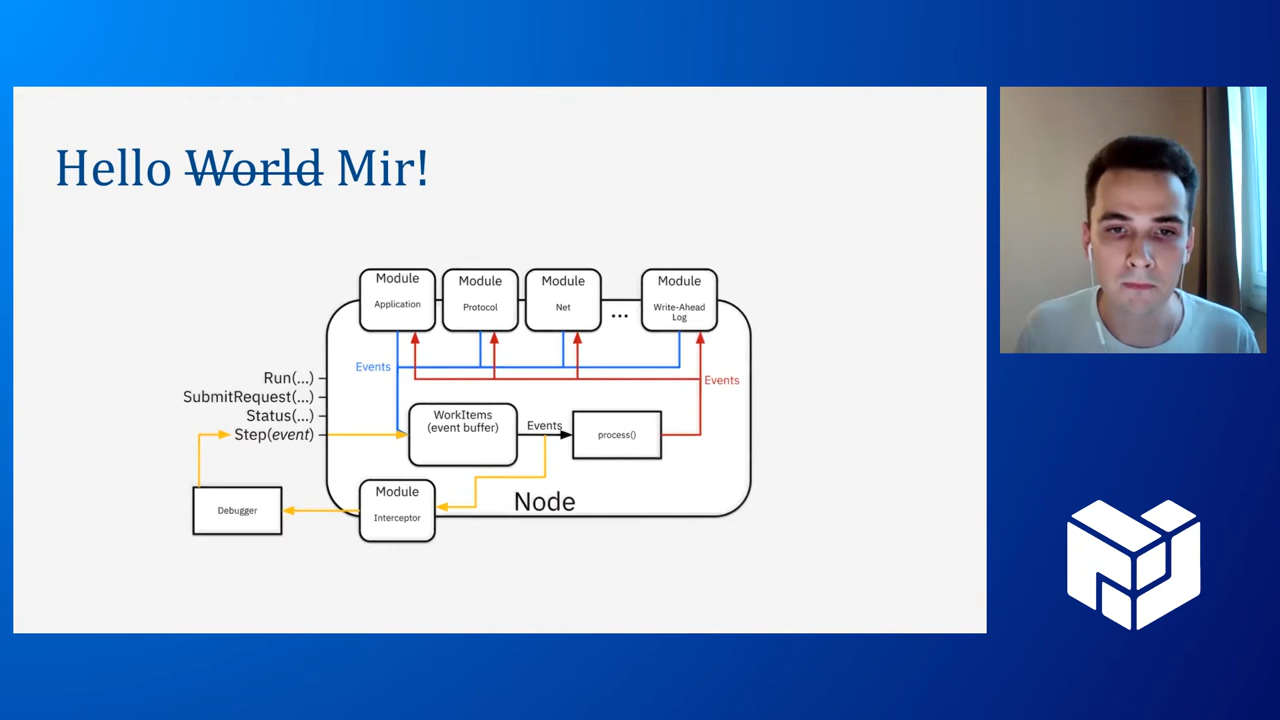 Hello World Mir!
Module
Application
Module
Protocol
Module
Net
...
Module
Write-Ahead
Log
Events
Events
Run(...)
SubmitRequest(...)
Status(...)
Step(event)
WorkItems
(event buffer)
Events
process()
Module
Interceptor
Debugger
Node